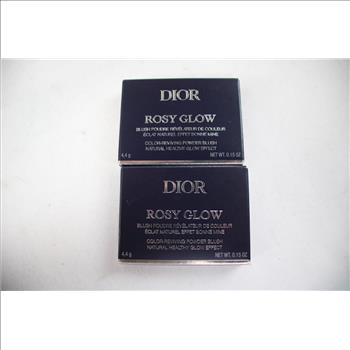 DIOR
ROSY GLOW
BLUSH POUDRE RÉVÉLATEUR DE COULEUR
ÉCLAT NATUREL EFFET BONNE MINE
COLOR-REVIVING POWDER BLUSH
NATURAL HEALTHY GLOW EFFECT
4,4g NET WT. 0.15 OZ
DIOR
ROSY GLOW
BLUSH POUDRE RÉVÉLATEUR DE COULEUR
ÉCLAT NATUREL EFFET BONNE MINE
COLOR-REVIVING POWDER BLUSH
NATURAL HEALTHY GLOW EFFECT
4,4g NET WT. 0.15 OZ